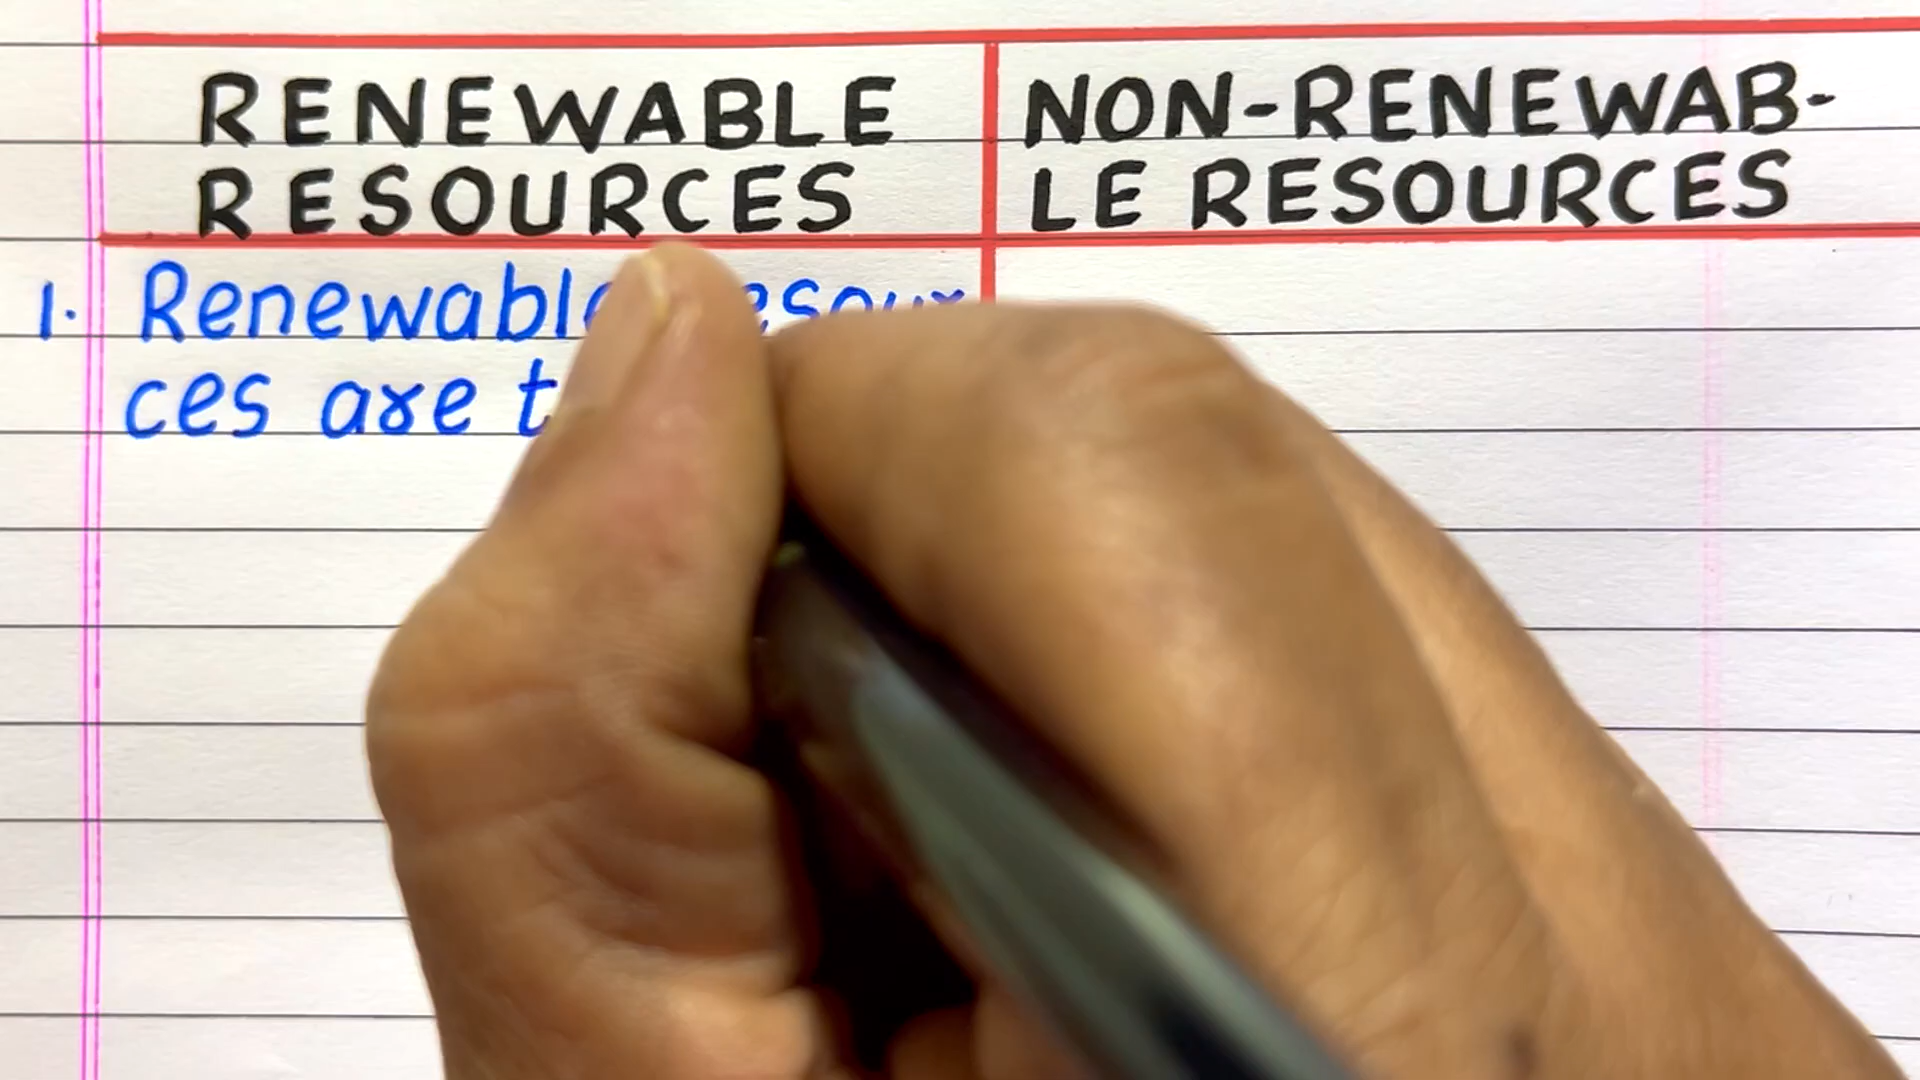 RENEWABLE NON-RENEWAB-
RESOURCES LE RESOURCES
1. Renewable
ces are